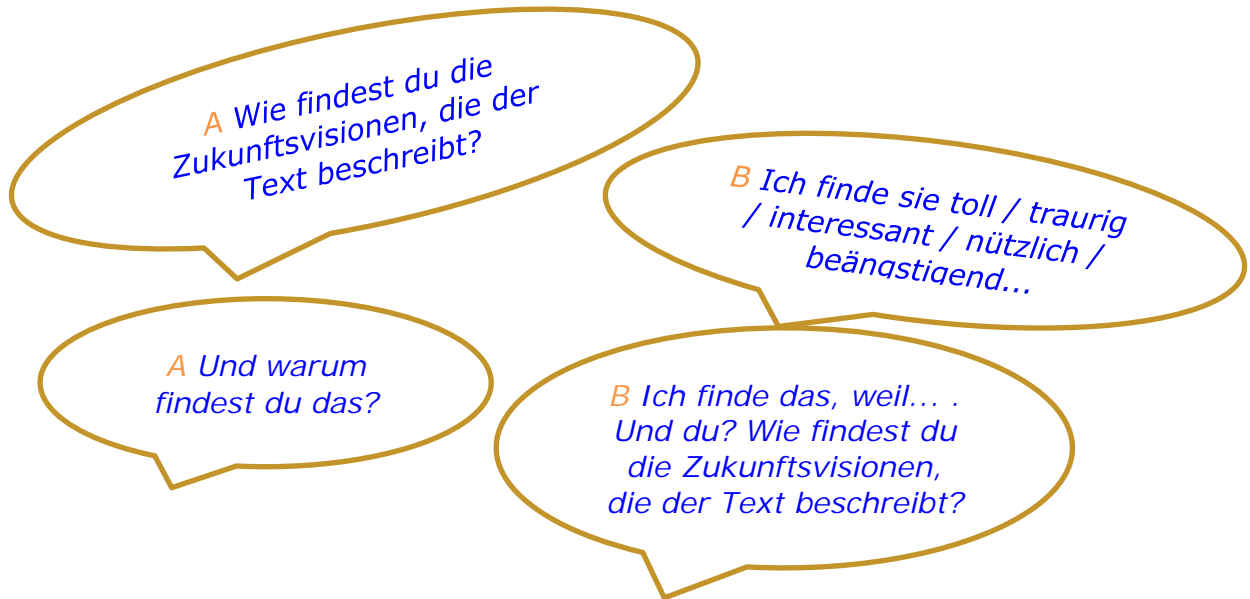 A Wie findest du die
Zukunftsvisionen, die der
Text beschreibt?
B Ich finde sie toll / traurig
/ interessant / nützlich /
beängstigend...
A Und warum
findest du das?
B Ich finde das, weil... .
Und du? Wie findest du
die Zukunftsvisionen,
die der Text beschreibt?